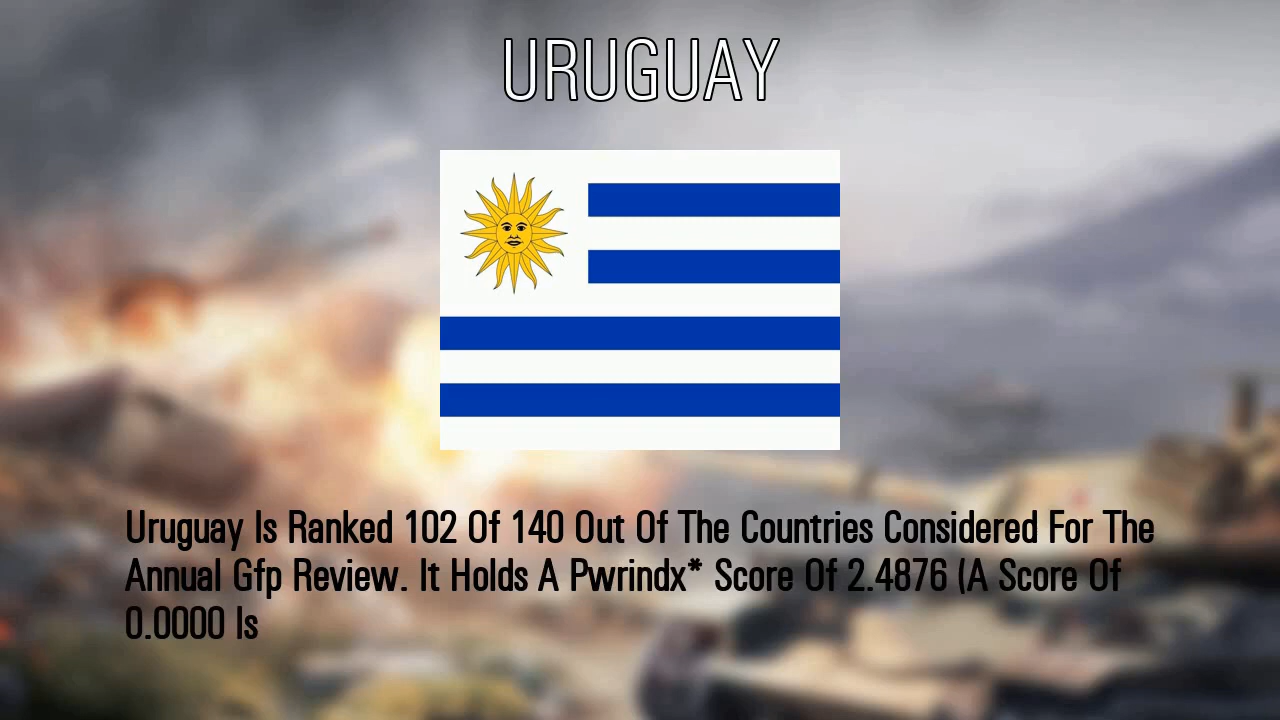 URUGUAY
Uruguay Is Ranked 102 Of 140 Out Of The Countries Considered For The
Annual Gfp Review. It Holds A Pwrindx* Score Of 2.4876 (A Score Of
0.0000 Is